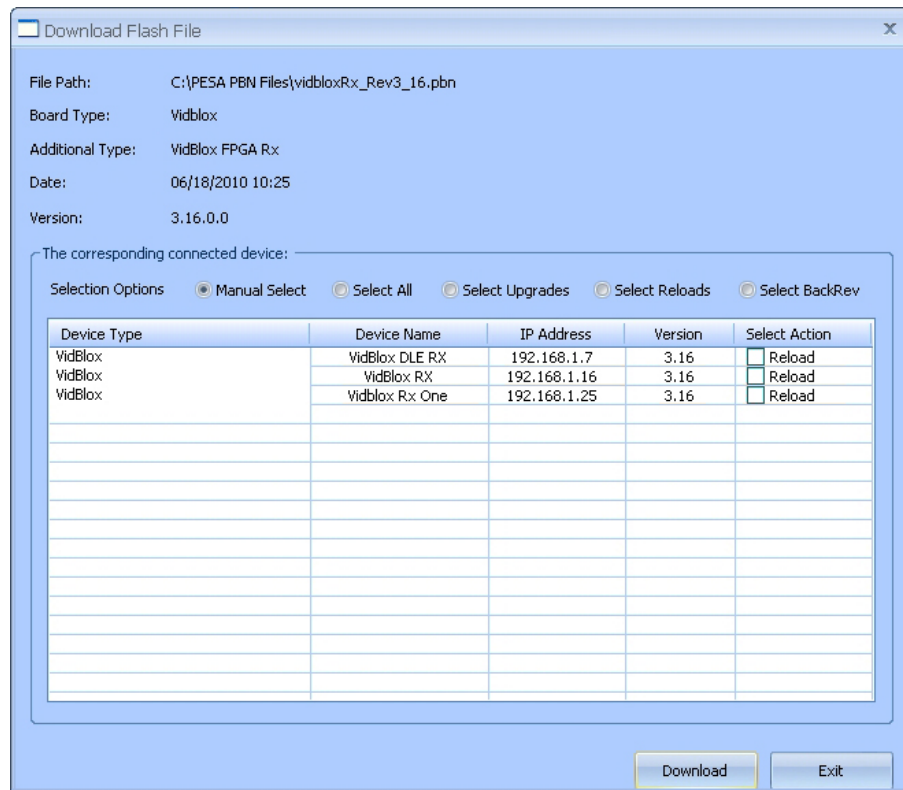 Download Flash File
File Path: C:\PESA PBN Files\vidbloxRx_Rev3_16.pbn
Board Type: Vidblox
Additional Type: VidBlox FPGA Rx
Date: 06/18/2010 10:25
Version: 3.16.0.0
The corresponding connected device:
Selection Options Manual Select Select All Select Upgrades Select Reloads Select BackRev
Device Type Device Name IP Address Version Select Action
VidBlox VidBlox DLE RX 192.168.1.7 3.16 Reload
VidBlox VidBlox RX 192.168.1.16 3.16 Reload
VidBlox Vidblox Rx One 192.168.1.25 3.16 Reload
Download Exit